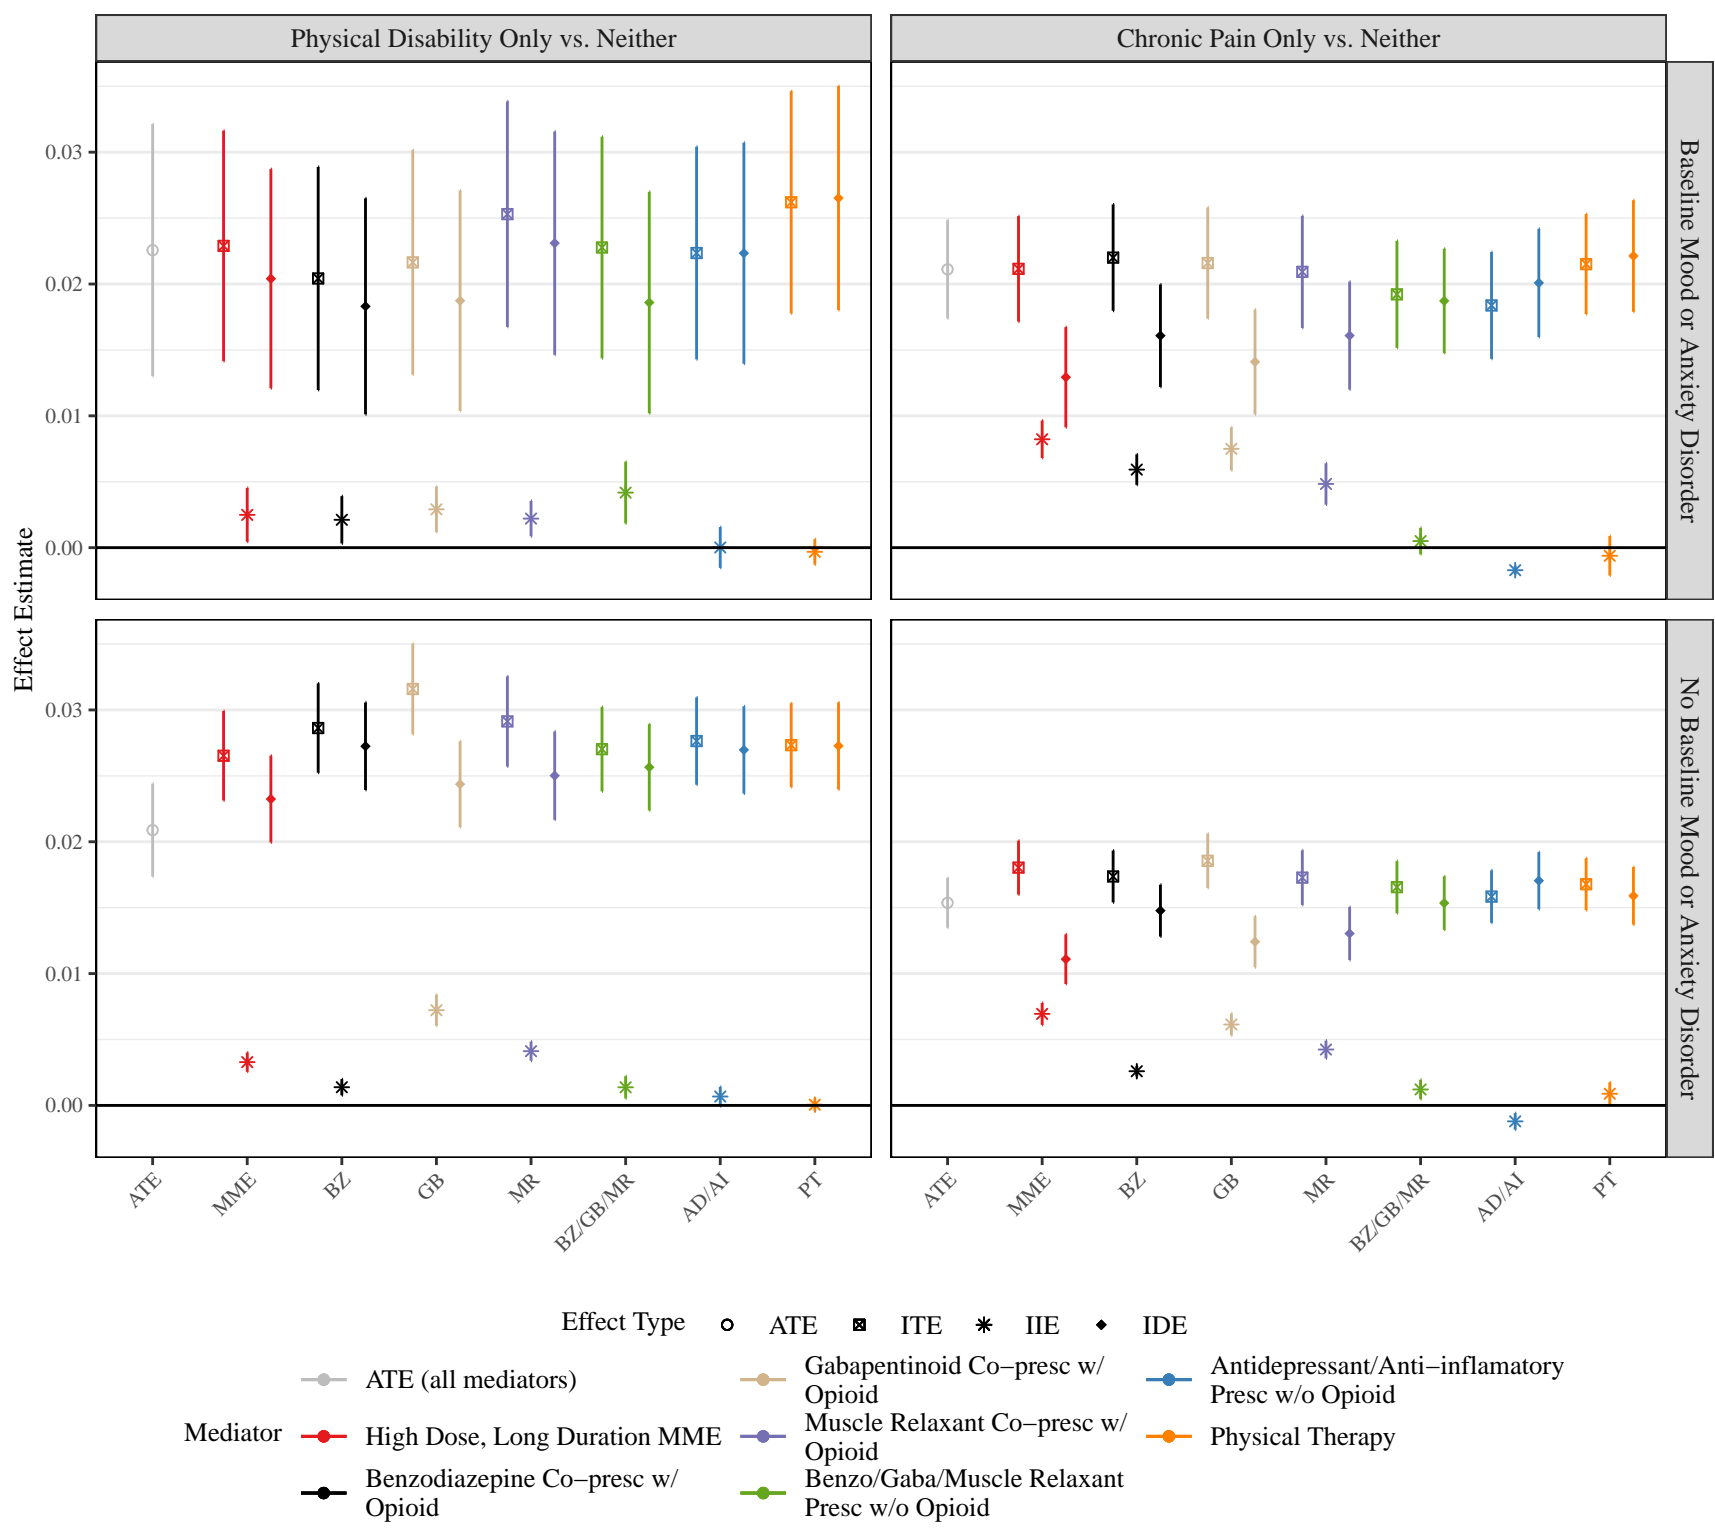 Physical Disability Only vs. Neither
Chronic Pain Only vs. Neither
Effect Estimate
0.03
0.02
0.01
0.00
Baseline Mood or Anxiety Disorder
0.03
0.02
0.01
0.00
No Baseline Mood or Anxiety Disorder
ATE
MME
BZ
GB
MR
BZ/GB/MR
AD/AI
PT
ATE
MME
BZ
GB
MR
BZ/GB/MR
AD/AI
PT
Effect Type ATE ITE IIE IDE
Mediator
ATE (all mediators)
High Dose, Long Duration MME
Benzodiazepine Co−presc w/
Opioid
Gabapentinoid Co−presc w/
Opioid
Muscle Relaxant Co−presc w/
Opioid
Benzo/Gaba/Muscle Relaxant
Presc w/o Opioid
Antidepressant/Anti−inflamatory
Presc w/o Opioid
Physical Therapy